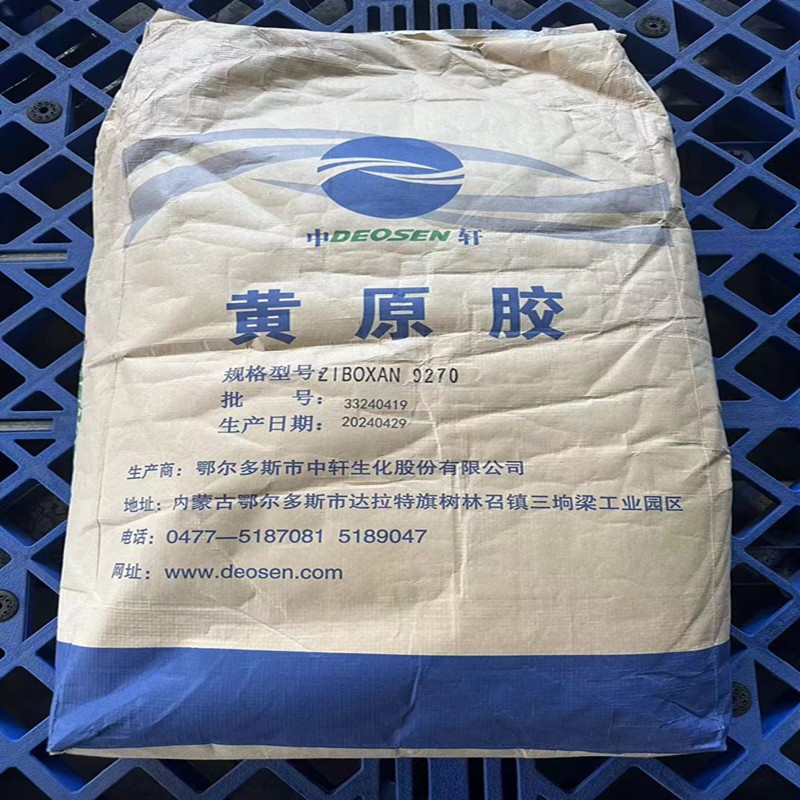 中DEOSEN轩
黄原胶
规格型号:ZIBOXAN 9270
批 号: 33240419
生产日期: 20240429
生产商: 鄂尔多斯市中轩生化股份有限公司
地址: 内蒙古鄂尔多斯市达拉特旗树林召镇三垧梁工业园区
电话: 0477—5187081 5189047
网址: www.deosen.com